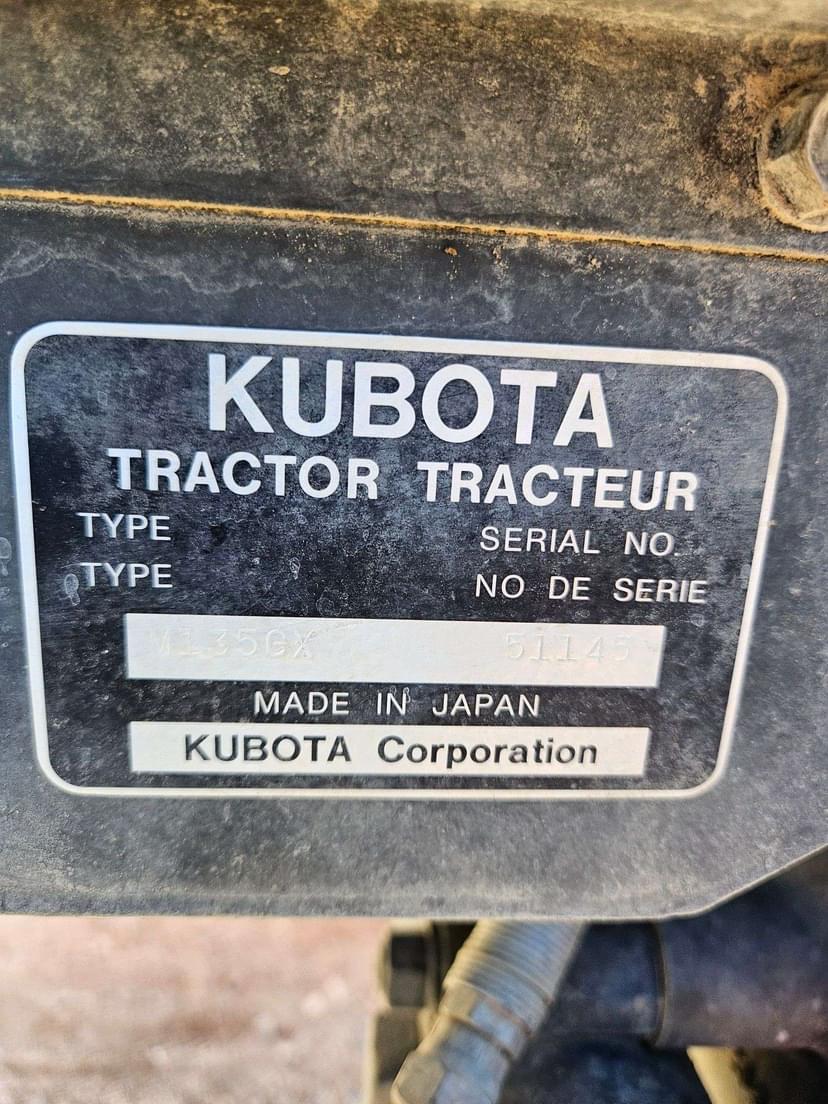 KUBOTA
TRACTOR TRACTEUR
TYPE SERIAL NO.
TYPE NO DE SERIE
M135GX 51145
MADE IN JAPAN
KUBOTA Corporation